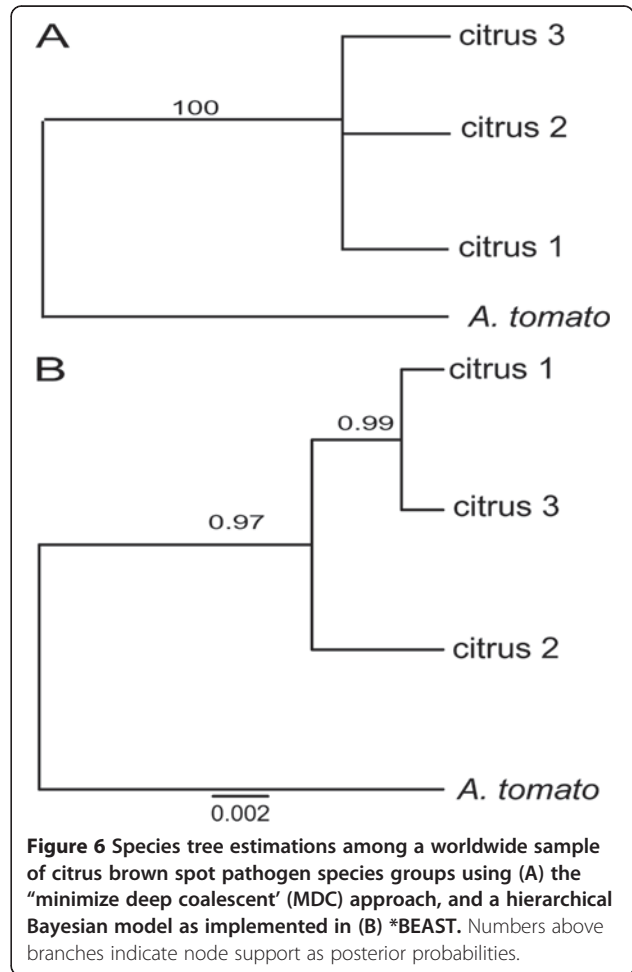 A
citrus 3
100
citrus 2
citrus 1
A. tomato
B
citrus 1
0.99
citrus 3
0.97
citrus 2
A. tomato
0.002
Figure 6 Species tree estimations among a worldwide sample
of citrus brown spot pathogen species groups using (A) the
“minimize deep coalescent’ (MDC) approach, and a hierarchical
Bayesian model as implemented in (B) *BEAST. Numbers above
branches indicate node support as posterior probabilities.